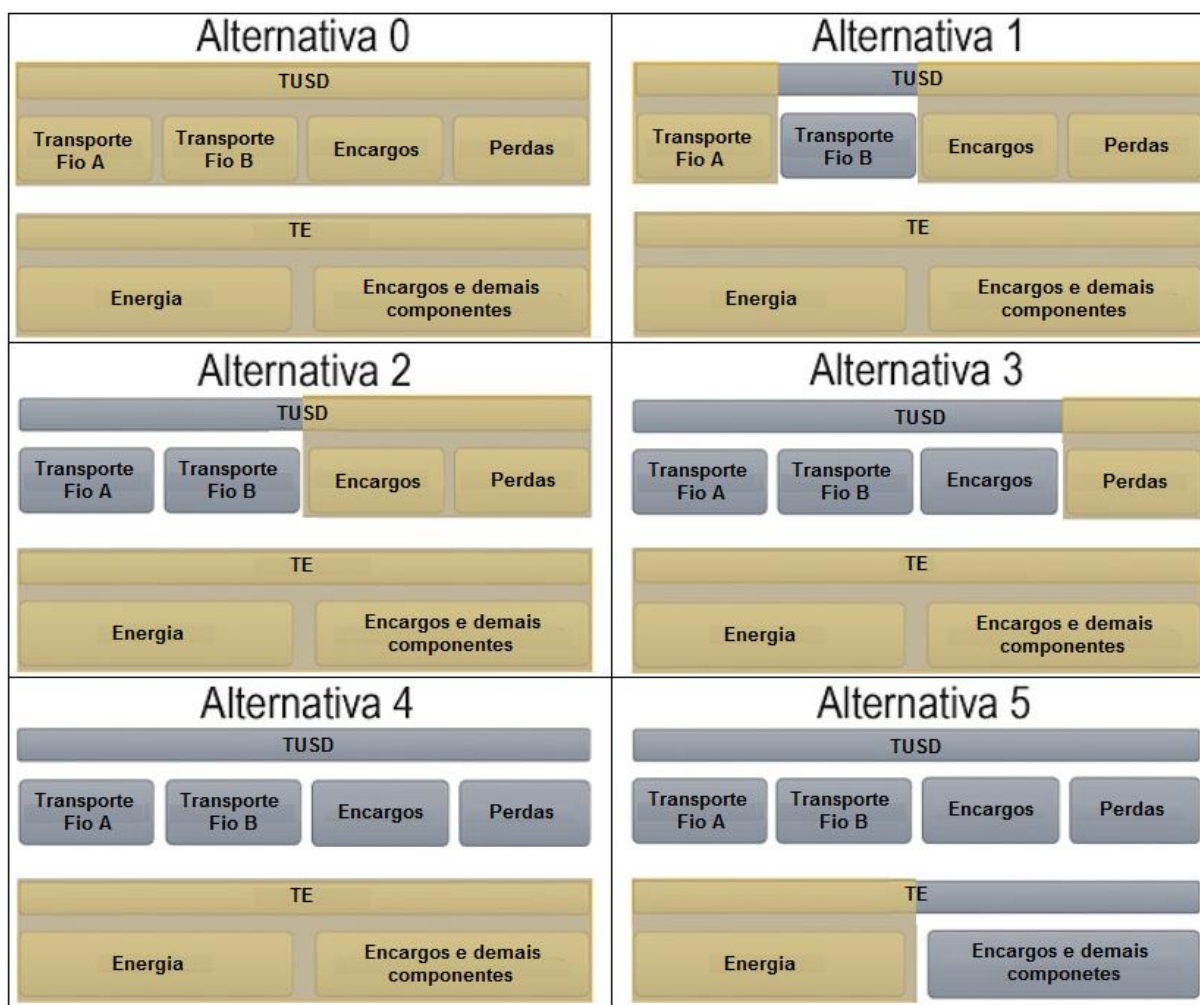 Alternativa 0
TUSD
Transporte
Fio A
Transporte
Fio B
Encargos
Perdas
TE
Energia
Encargos e demais
componentes
Alternativa 1
TUSD
Transporte
Fio A
Transporte
Fio B
Encargos
Perdas
TE
Energia
Encargos e demais
componentes
Alternativa 2
TUSD
Transporte
Fio A
Transporte
Fio B
Encargos
Perdas
TE
Energia
Encargos e demais
componentes
Alternativa 3
TUSD
Transporte
Fio A
Transporte
Fio B
Encargos
Perdas
TE
Energia
Encargos e demais
componentes
Alternativa 4
TUSD
Transporte
Fio A
Transporte
Fio B
Encargos
Perdas
TE
Energia
Encargos e demais
componentes
Alternativa 5
TUSD
Transporte
Fio A
Transporte
Fio B
Encargos
Perdas
TE
Energia
Encargos e demais
componetes